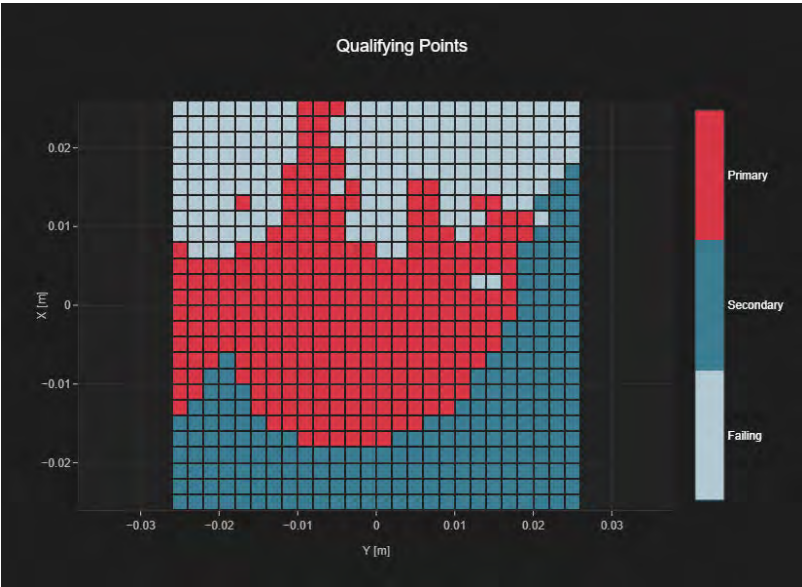 Qualifying Points
0.02
0.01
0
−0.01
−0.02
X [m]
−0.03
−0.02
−0.01
0
0.01
0.02
0.03
Y [m]
Primary
Secondary
Failing